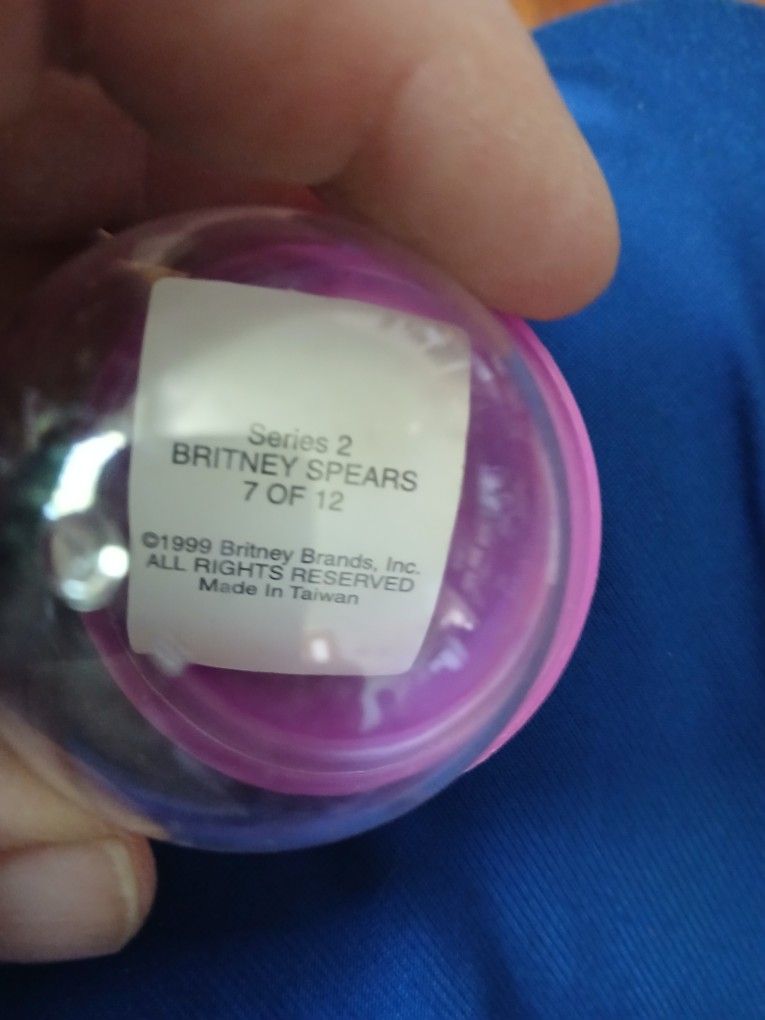 Series 2
BRITNEY SPEARS
7 OF 12
©1999 Britney Brands, Inc.
ALL RIGHTS RESERVED
Made In Taiwan